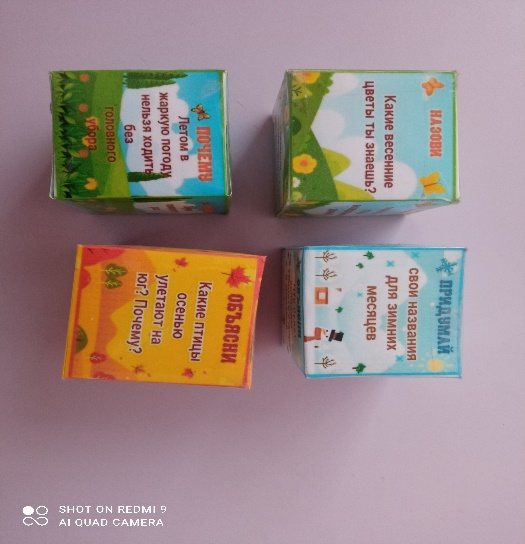 ПОЧЕМУ
Летом в
жаркую погоду
нельзя ходить
без
головного
убора
НАЗОВИ
Какие весенние
цветы ты знаешь?
ОБЪЯСНИ
Какие птицы
осенью
улетают на
юг? Почему?
ПРИДУМАЙ
свои названия
для зимних
месяцев
SHOT ON REDMI 9
AI QUAD CAMERA